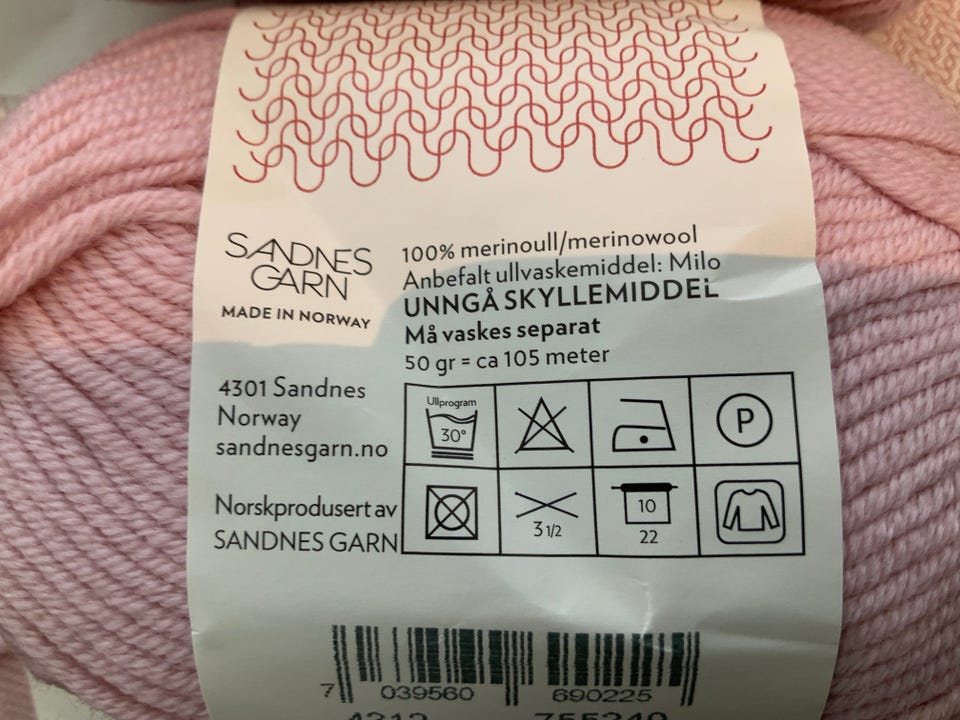 SANDNES
GARN
MADE IN NORWAY
100% merinoull/merinowool
Anbefalt ullvaskemiddel: Milo
UNNGÅ SKYLLEMIDDEL
Må vaskes separat
50 gr = ca 105 meter
4301 Sandnes
Norway
sandnesgarn.no
Norskprodusert av
SANDNES GARN
Ullprogram
30°
P
3 1/2
10
22
7 039560 690225